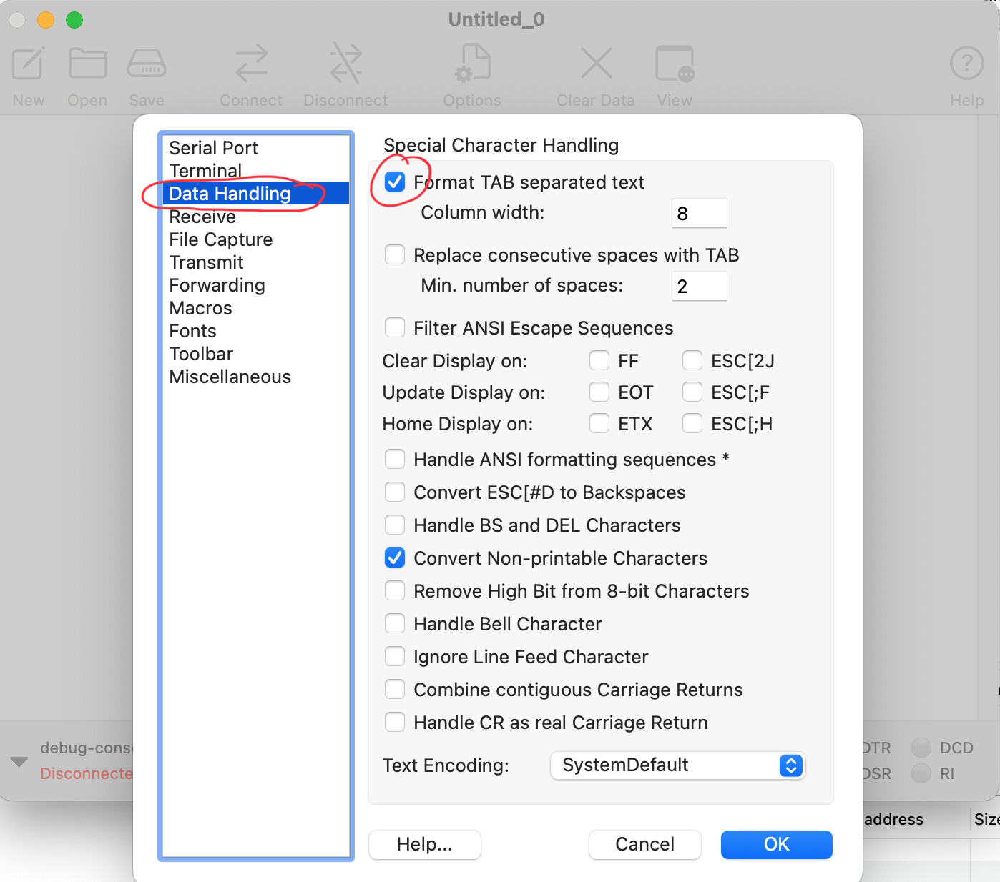 Untitled_0
New Open Save Connect Disconnect Options Clear Data View Help
Serial Port
Terminal
Data Handling
Receive
File Capture
Transmit
Forwarding
Macros
Fonts
Toolbar
Miscellaneous
Special Character Handling
Format TAB separated text
Column width: 8
Replace consecutive spaces with TAB
Min. number of spaces: 2
Filter ANSI Escape Sequences
Clear Display on: FF ESC[2J
Update Display on: EOT ESC[;F
Home Display on: ETX ESC[;H
Handle ANSI formatting sequences *
Convert ESC[#D to Backspaces
Handle BS and DEL Characters
Convert Non-printable Characters
Remove High Bit from 8-bit Characters
Handle Bell Character
Ignore Line Feed Character
Combine contiguous Carriage Returns
Handle CR as real Carriage Return
Text Encoding: SystemDefault
Help... Cancel OK
debug-conso
Disconnecte
DTR DCD
DSR RI
address Size